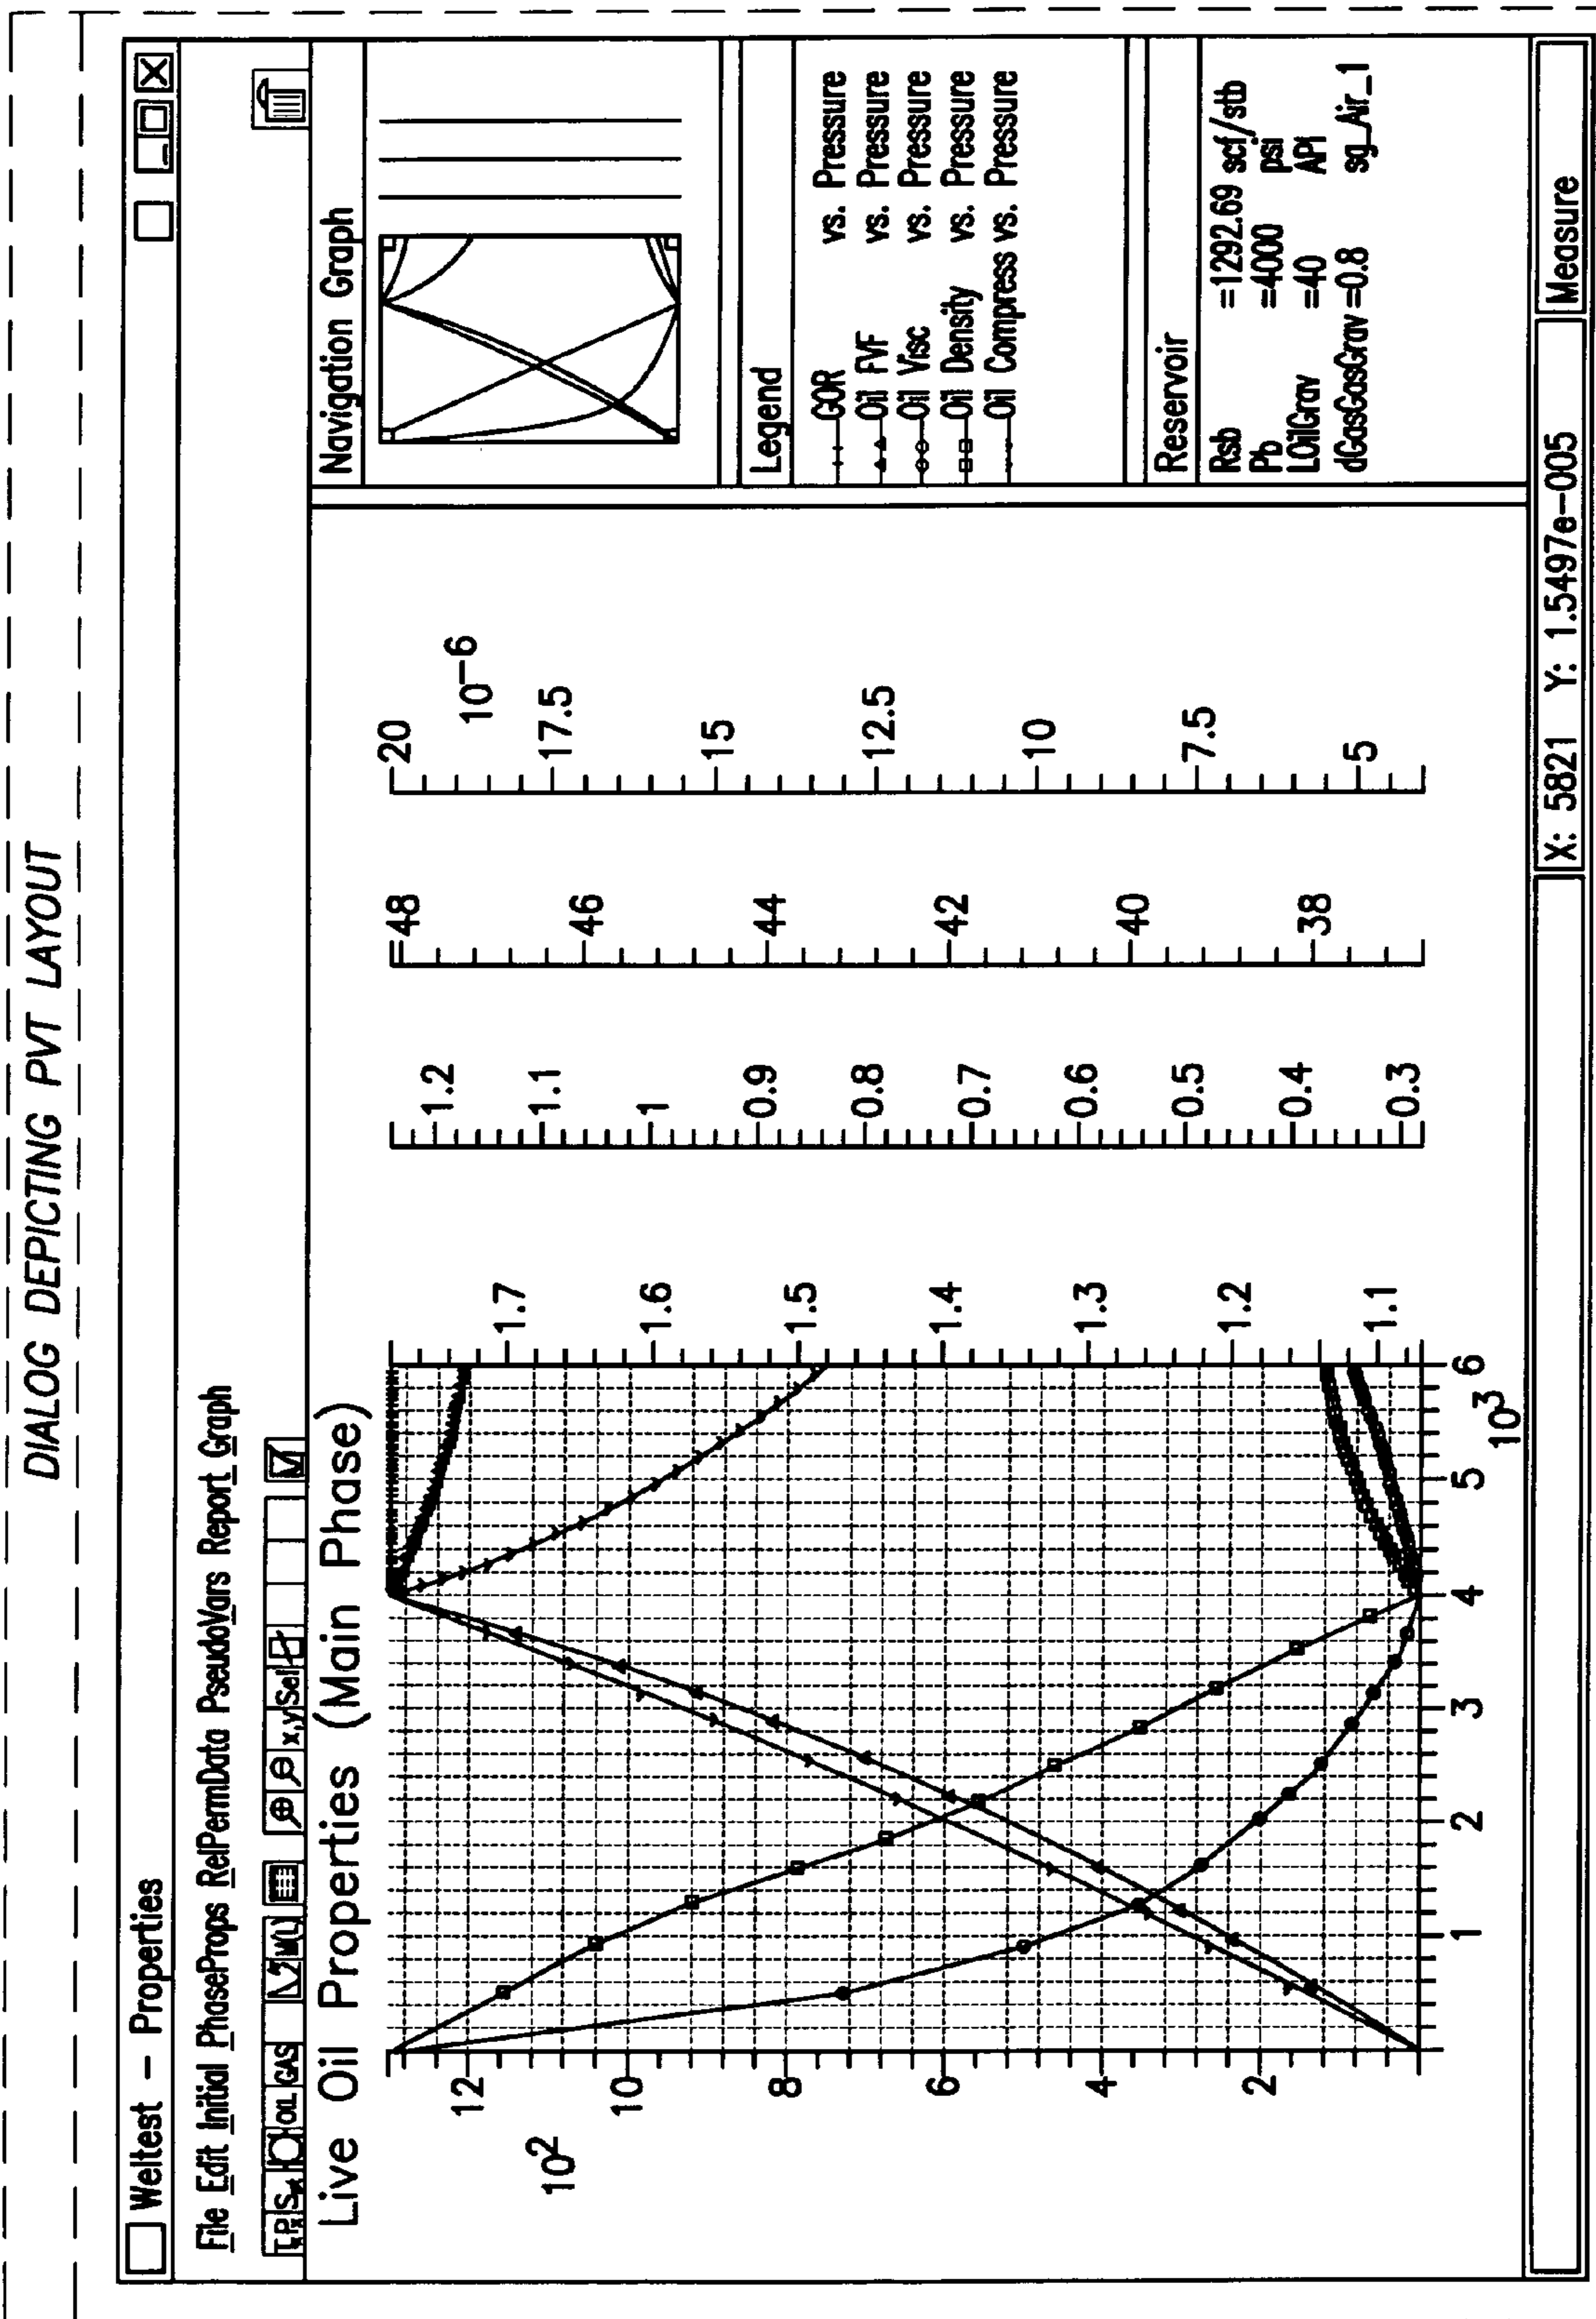 DIALOG DEPICTING PVT LAYOUT
Weltest - Properties
File Edit Initial PhaseProps RelPermData PseudoVars Report Graph
OIL GAS
x,y Sel
Live Oil Properties (Main Phase)
12
10
8
6
4
2
10²
1
2
3
4
5
6
10³
1.7
1.6
1.5
1.4
1.3
1.2
1.1
1.2
1.1
1
0.9
0.8
0.7
0.6
0.5
0.4
0.3
48
46
44
42
40
38
20
10⁻⁶
17.5
15
12.5
10
7.5
5
Navigation Graph
Legend
GOR vs. Pressure
Oil FVF vs. Pressure
Oil Visc vs. Pressure
Oil Density vs. Pressure
Oil Compress vs. Pressure
Reservoir
Rsb =1292.69 scf/stb
Pb =4000 psi
LOilGrav =40 API
dGasGasGrav =0.8 sg_Air_1
X: 5821 Y: 1.5497e-005
Measure